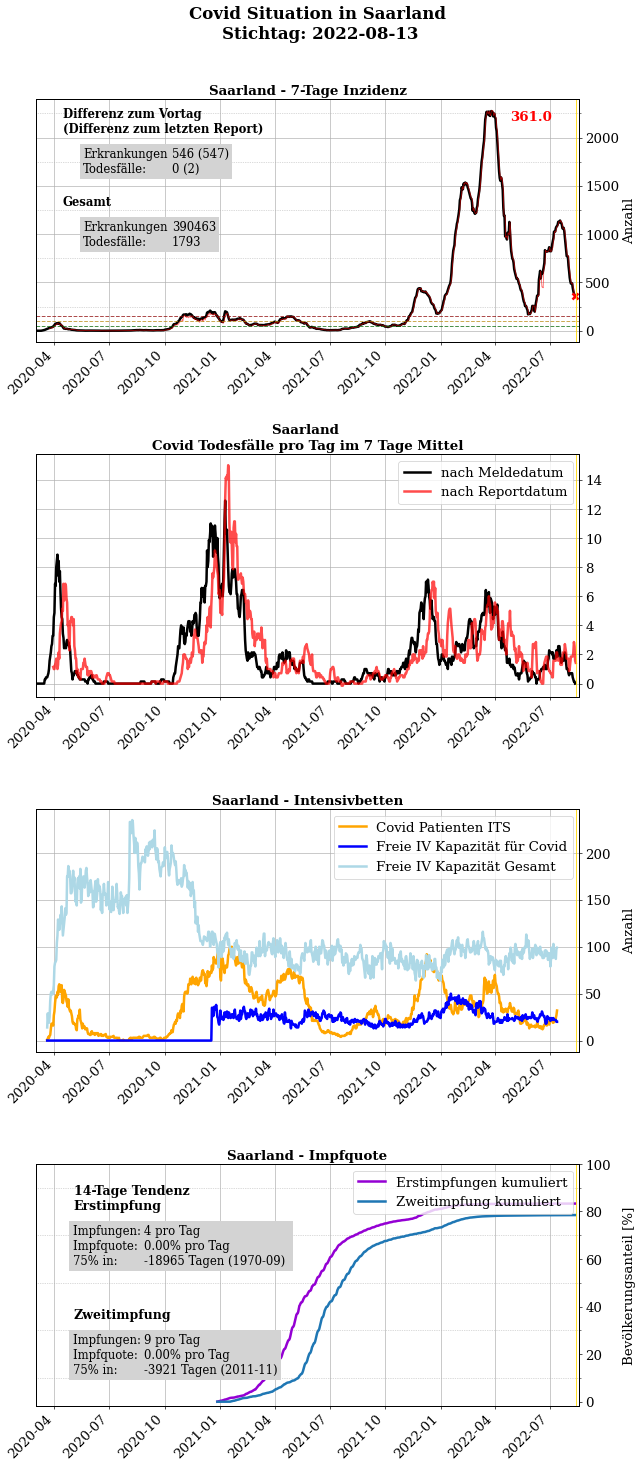 Covid Situation in Saarland
Stichtag: 2022-08-13
Saarland - 7-Tage Inzidenz
Differenz zum Vortag
(Differenz zum letzten Report)
Erkrankungen 546 (547)
Todesfälle: 0 (2)
Gesamt
Erkrankungen 390463
Todesfälle: 1793
361.0
2000
1500
1000
500
0
Anzahl
2020-04
2020-07
2020-10
2021-01
2021-04
2021-07
2021-10
2022-01
2022-04
2022-07
Saarland
Covid Todesfälle pro Tag im 7 Tage Mittel
nach Meldedatum
nach Reportdatum
14
12
10
8
6
4
2
0
2020-04
2020-07
2020-10
2021-01
2021-04
2021-07
2021-10
2022-01
2022-04
2022-07
Saarland - Intensivbetten
Covid Patienten ITS
Freie IV Kapazität für Covid
Freie IV Kapazität Gesamt
200
150
100
50
0
Anzahl
2020-04
2020-07
2020-10
2021-01
2021-04
2021-07
2021-10
2022-01
2022-04
2022-07
Saarland - Impfquote
14-Tage Tendenz
Erstimpfung
Impfungen: 4 pro Tag
Impfquote: 0.00% pro Tag
75% in: -18965 Tagen (1970-09)
Zweitimpfung
Impfungen: 9 pro Tag
Impfquote: 0.00% pro Tag
75% in: -3921 Tagen (2011-11)
Erstimpfungen kumuliert
Zweitimpfung kumuliert
100
80
60
40
20
0
Bevölkerungsanteil [%]
2020-04
2020-07
2020-10
2021-01
2021-04
2021-07
2021-10
2022-01
2022-04
2022-07